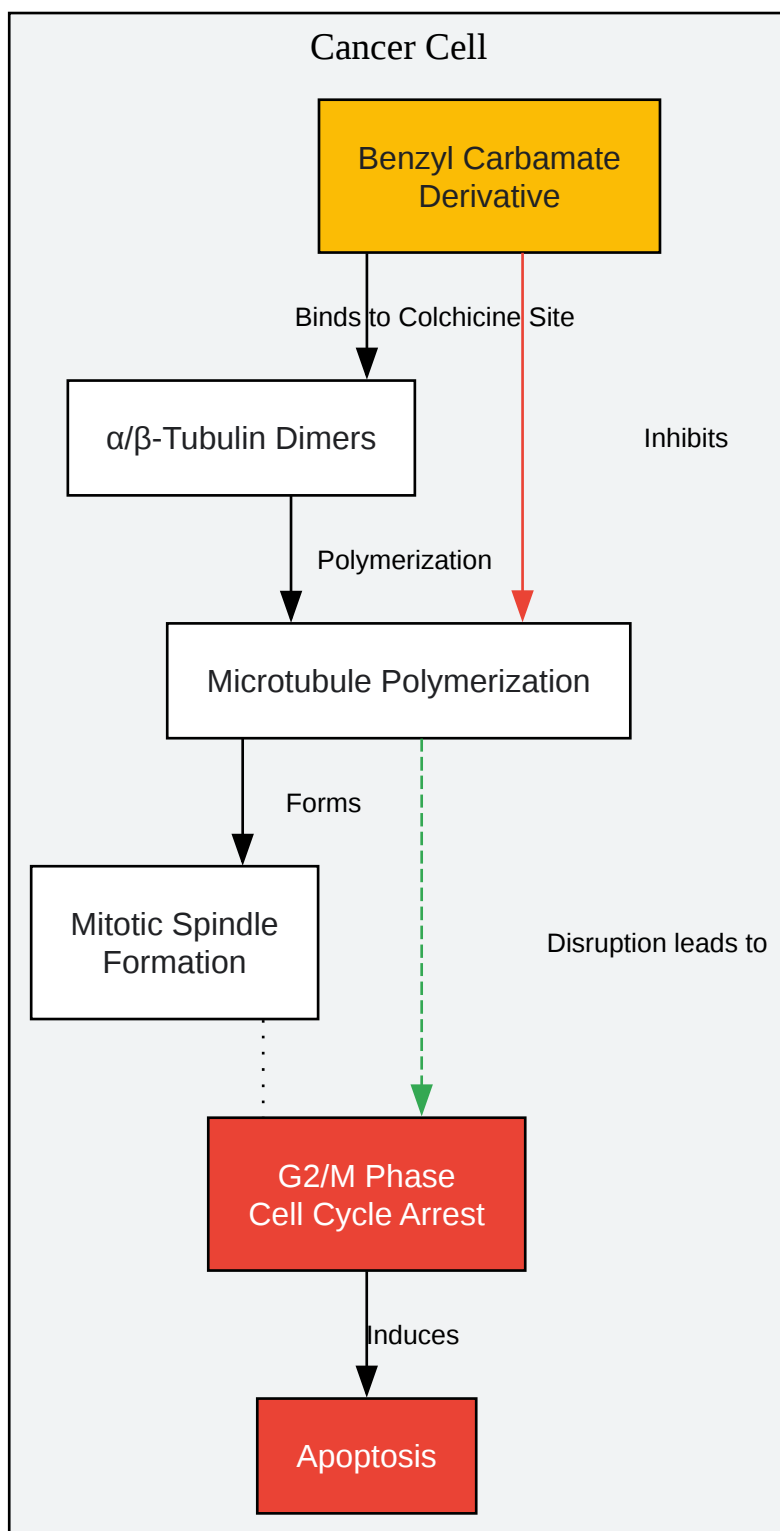 Cancer Cell
Benzyl Carbamate
Derivative
Binds to Colchicine Site
α/β-Tubulin Dimers
Inhibits
Polymerization
Microtubule Polymerization
Forms
Mitotic Spindle
Formation
Disruption leads to
G2/M Phase
Cell Cycle Arrest
Induces
Apoptosis